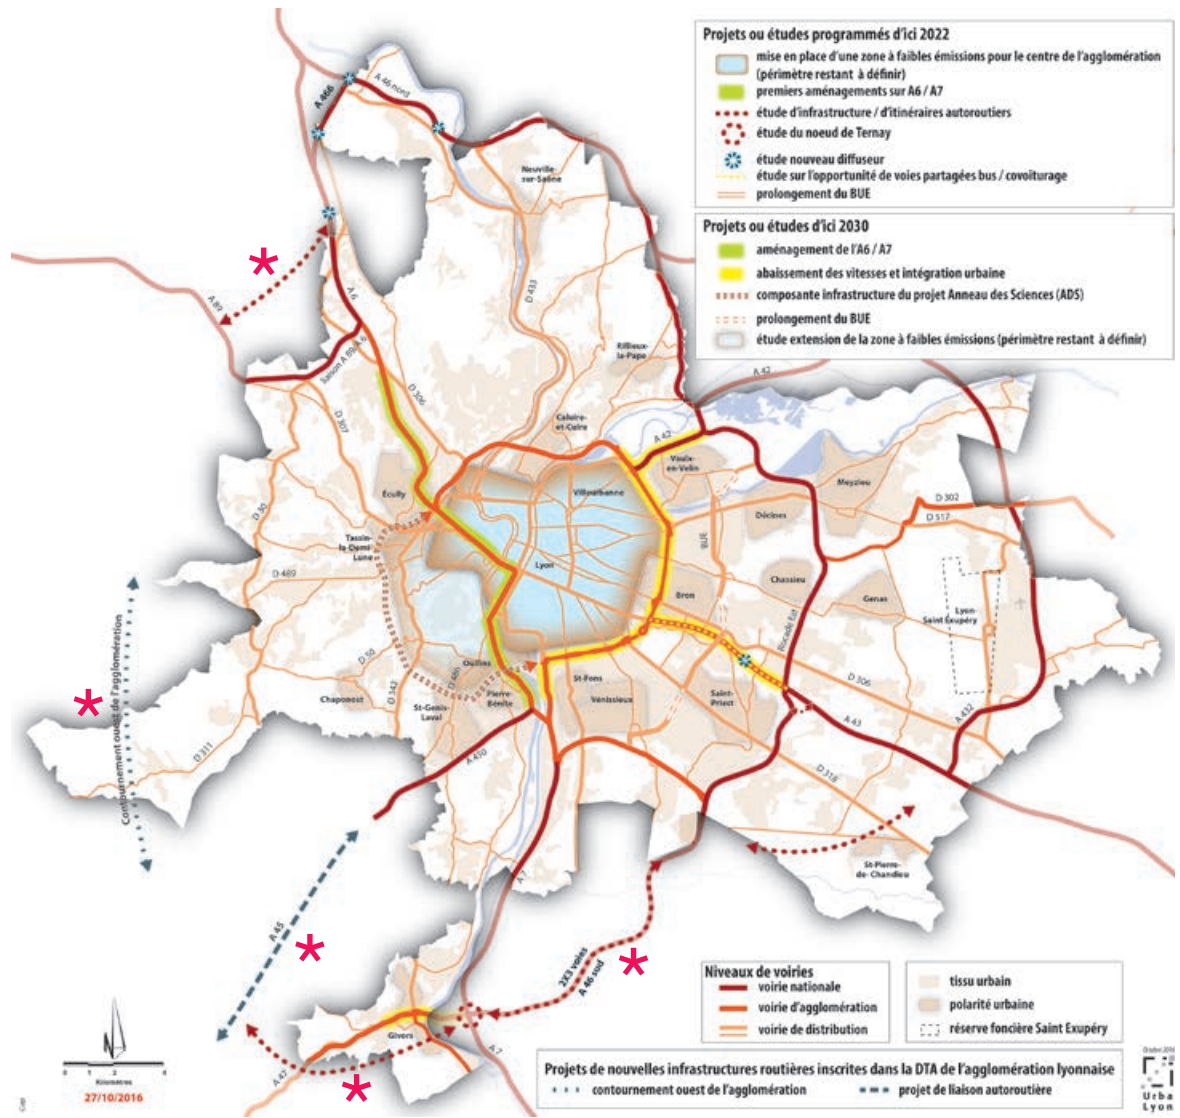 Projets ou études programmés d'ici 2022
mise en place d'une zone à faibles émissions pour le centre de l'agglomération
(périmètre restant à définir)
premiers aménagements sur A6 / A7
étude d'infrastructure / d'itinéraires autoroutiers
étude du noeud de Ternay
étude nouveau diffuseur
étude sur l'opportunité de voies partagées bus / covoiturage
prolongement du BUE
Projets ou études d'ici 2030
aménagement de l'A6 / A7
abaissement des vitesses et intégration urbaine
composante infrastructure du projet Anneau des Sciences (ADS)
prolongement du BUE
étude extension de la zone à faibles émissions (périmètre restant à définir)
A 466
A 46 nord
Neuville-
sur-Saône
A 89
A 6
D 433
Liaison A 89-A 6
D 306
D 307
Rillieux-
la-Pape
A 42
Caluire-
et-Cuire
A 42
Vaulx-
en-Velin
Écully
Villeurbanne
Meyzieu
D 302
D 517
Décines
D 30
Tassin-
la-Demi-
Lune
BUE
Lyon
D 489
Chassieu
Bron
Genas
Lyon-
Saint Exupéry
Rocade Est
Contournement ouest de l'agglomération
D 50
Oullins
D 486
D 342
Chaponost
St-Genis-
Laval
Pierre-
Bénite
St-Fons
Vénissieux
Saint-
Priest
D 306
A 43
A 432
D 311
A 450
D 318
St-Pierre-
de-Chandieu
A 7
A 45
2X3 voies
A 46 sud
Givors
A 47
A 7
Niveaux de voiries
voirie nationale
voirie d'agglomération
voirie de distribution
tissu urbain
polarité urbaine
réserve foncière Saint Exupéry
Projets de nouvelles infrastructures routières inscrites dans la DTA de l'agglomération lyonnaise
contournement ouest de l'agglomération
projet de liaison autoroutière
Kilomètres
27/10/2016
Urba
Lyon